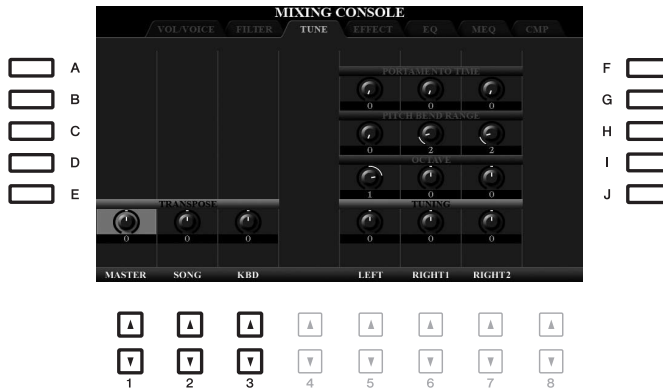 MIXING CONSOLE
VOL/VOICE FILTER TUNE EFFECT EQ MEQ CMP
A F
PORTAMENTO TIME
B G
0 0 0
PITCH BEND RANGE
C H
0 2 2
D OCTAVE I
E 1 0 0 J
TRANSPOSE TUNING
0 0 0 0 0 0
MASTER SONG KBD LEFT RIGHT1 RIGHT2
1 2 3 4 5 6 7 8